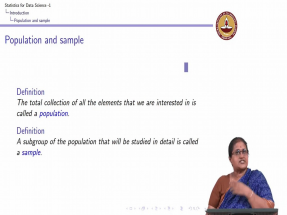 Statistics for Data Science -1
Introduction
Population and sample
Population and sample
Definition
The total collection of all the elements that we are interested in is
called a population.
Definition
A subgroup of the population that will be studied in detail is called
a sample.